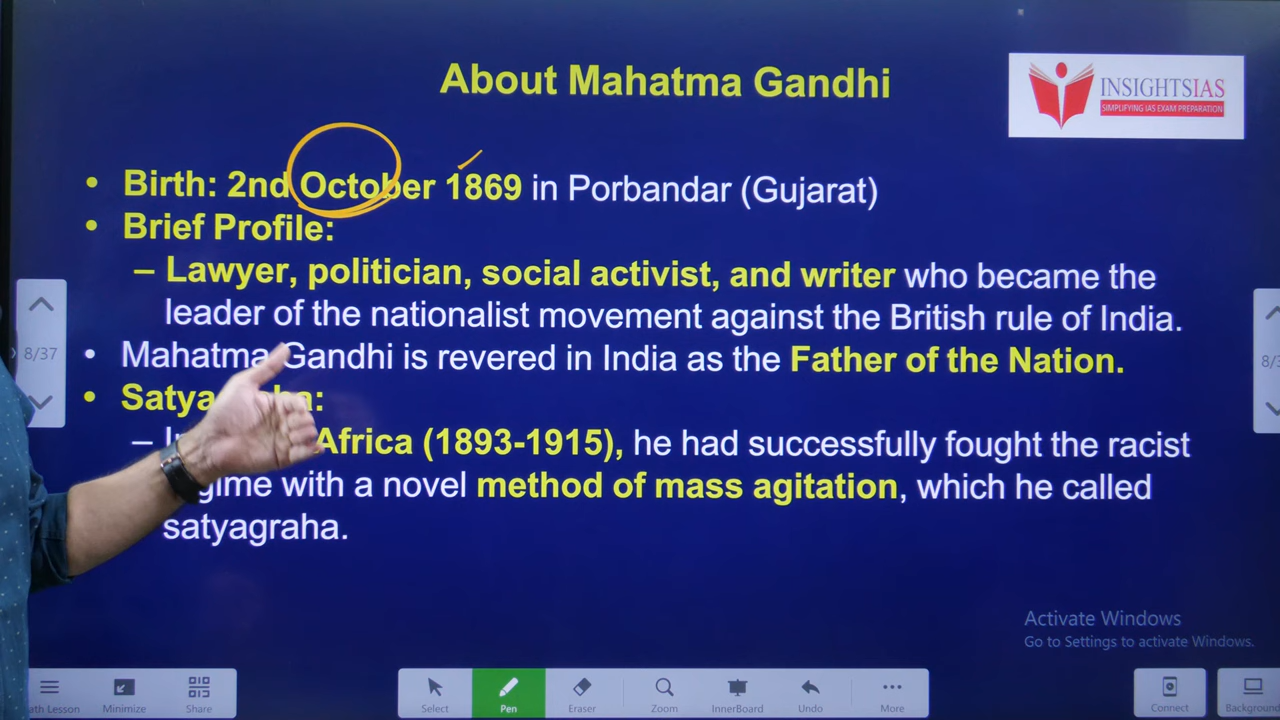 About Mahatma Gandhi
INSIGHTSIAS
SIMPLIFYING IAS EXAM PREPARATION
• Birth: 2nd October 1869 in Porbandar (Gujarat)
• Brief Profile:
– Lawyer, politician, social activist, and writer who became the
leader of the nationalist movement against the British rule of India.
• Mahatma Gandhi is revered in India as the Father of the Nation.
8/37
8/3
•
– Africa (1893-1915), he had successfully fought the racist
with a novel method of mass agitation, which he called
satyagraha.
Activate Windows
Go to Settings to activate Windows.
Lesson
Minimize
Share
Select
Pen
Eraser
Zoom
InnerBoard
Undo
More
Connect
Background